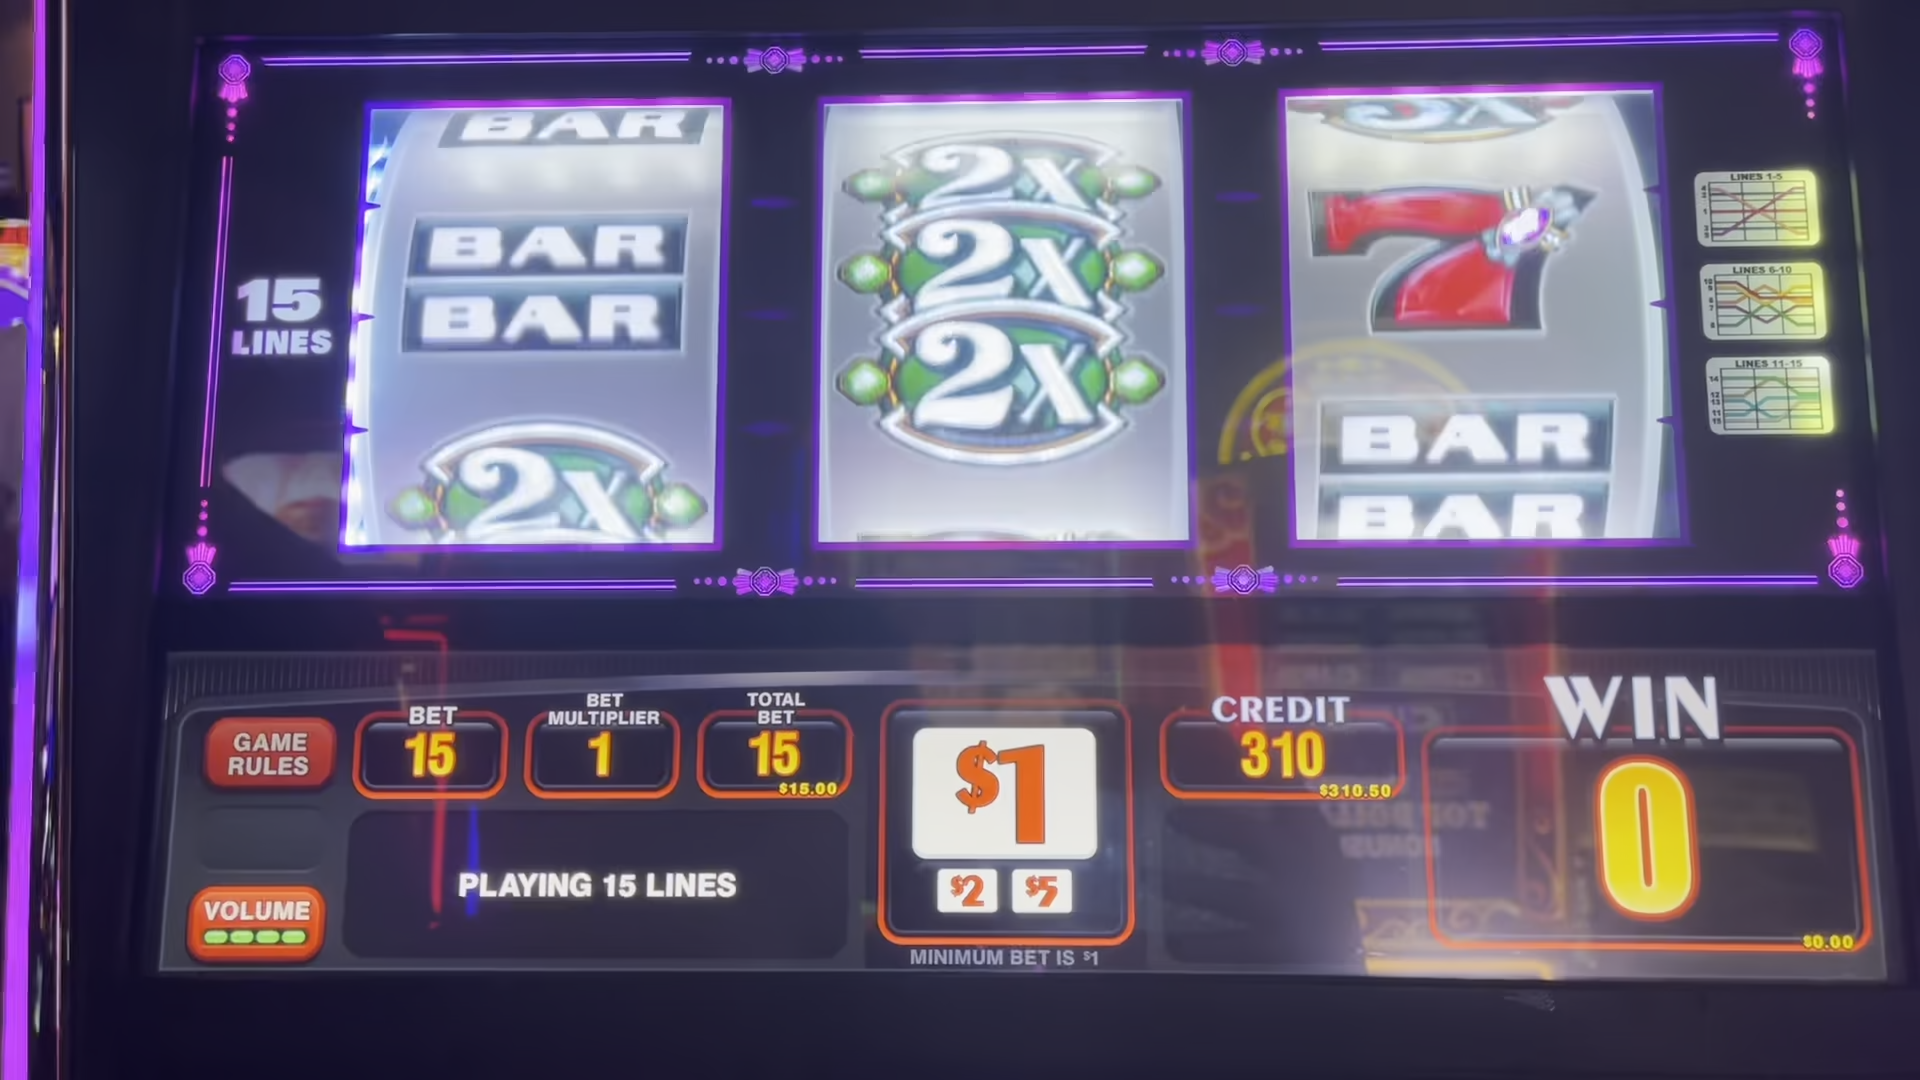 BAR
BAR
BAR
2X
2X
2X
2X
3X
7
BAR
BAR
15
LINES
LINES 1-5
LINES 6-10
LINES 11-15
GAME
RULES
VOLUME
BET
15
BET
MULTIPLIER
1
TOTAL
BET
15
$15.00
PLAYING 15 LINES
$1
$2 $5
MINIMUM BET IS $1
CREDIT
310
$310.50
WIN
0
$0.00